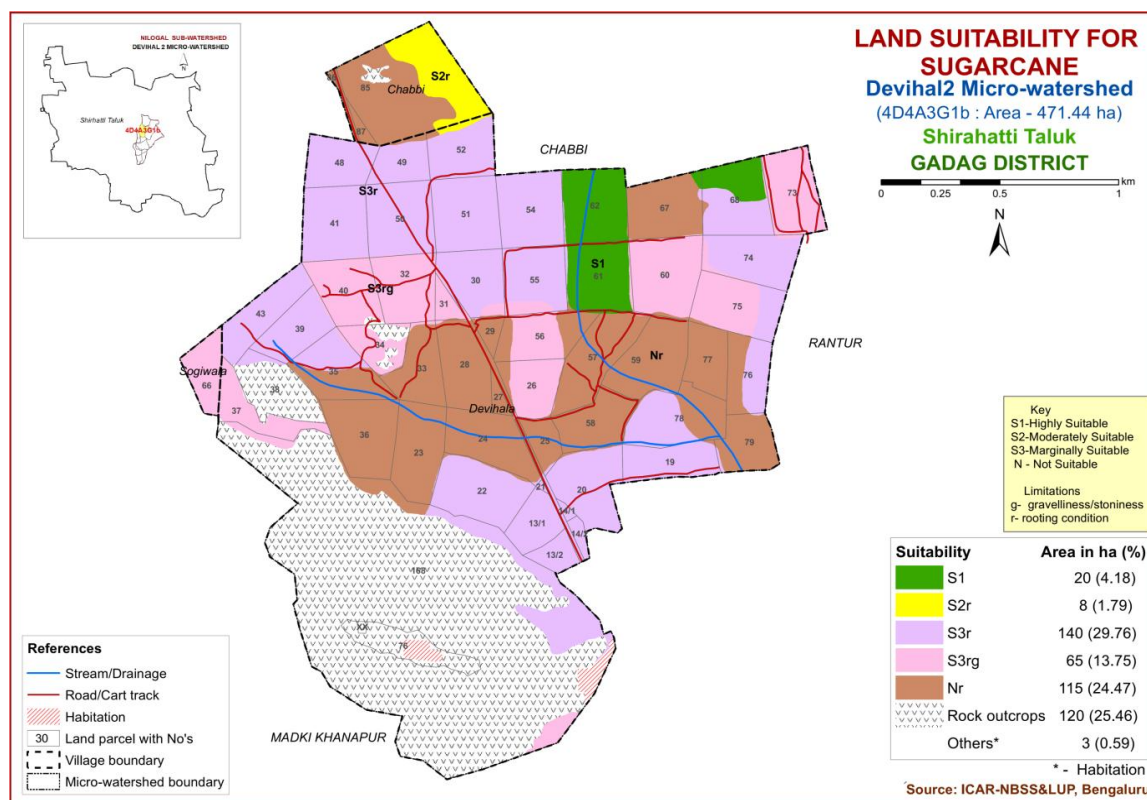 NILOGAL SUB-WATERSHED
DEVIHAL 2 MICRO-WATERSHED
N
Shirhatti Taluk
4D4A3G1b
LAND SUITABILITY FOR
SUGARCANE
Devihal2 Micro-watershed
(4D4A3G1b : Area - 471.44 ha)
Shirahatti Taluk
GADAG DISTRICT
km
0 0.25 0.5 1
N
S2r
85
Chabbi
87
52
CHABBI
48
49
S3r
73
62
67
68
41
50
51
54
74
32
S1
61
60
S3rg
40
30
55
31
75
43
39
29
56
RANTUR
84
57
59
Nr
77
28
Sogiwala
66
35
33
76
38
26
27
37
Devihala
78
58
36
24
25
79
23
19
22
21
20
14/1
13/1
13/2
168
XX
76
MADKI KHANAPUR
Key
S1-Highly Suitable
S2-Moderately Suitable
S3-Marginally Suitable
N - Not Suitable
Limitations
g- gravelliness/stoniness
r- rooting condition
Suitability Area in ha (%)
S1 20 (4.18)
S2r 8 (1.79)
S3r 140 (29.76)
S3rg 65 (13.75)
Nr 115 (24.47)
Rock outcrops 120 (25.46)
Others* 3 (0.59)
* - Habitation
Source: ICAR-NBSS&LUP, Bengaluru
References
Stream/Drainage
Road/Cart track
Habitation
30 Land parcel with No's
Village boundary
Micro-watershed boundary